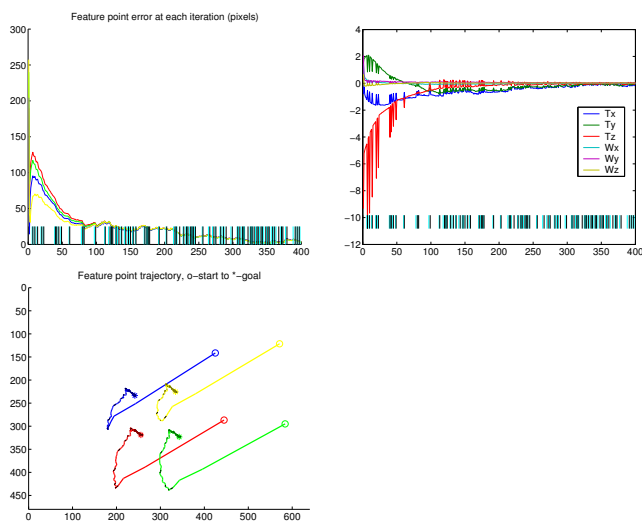 Feature point error at each iteration (pixels)
300
250
200
150
100
50
0
0 50 100 150 200 250 300 350 400
4
2
0
−2
−4
−6
−8
−10
−12
0 50 100 150 200 250 300 350 400
Tx
Ty
Tz
Wx
Wy
Wz
Feature point trajectory, o−start to *−goal
0
50
100
150
200
250
300
350
400
450
0 100 200 300 400 500 600